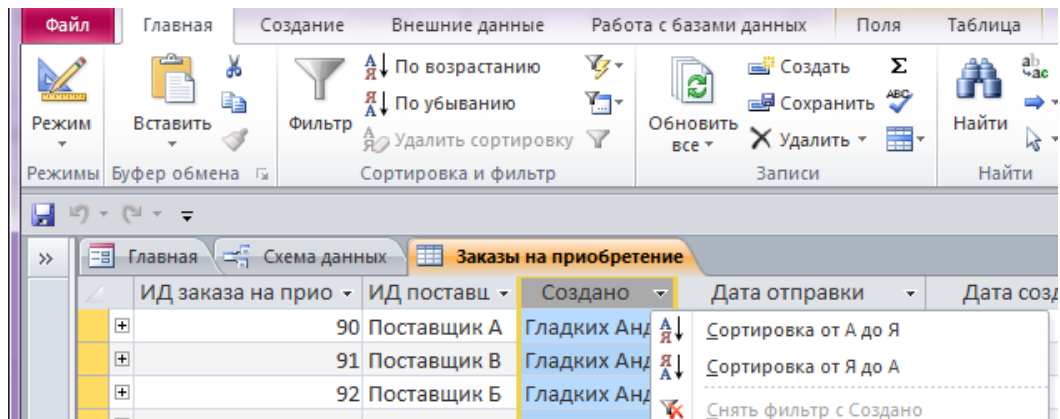 Файл Главная Создание Внешние данные Работа с базами данных Поля Таблица
Режим
Вставить
Фильтр
По возрастанию
По убыванию
Удалить сортировку
Обновить
все
Создать
Сохранить
Удалить
Σ
ABC
Найти
ab
ac
Режимы Буфер обмена Сортировка и фильтр Записи Найти
Главная Схема данных Заказы на приобретение
ИД заказа на прио ИД поставщ Создано Дата отправки Дата созд
90 Поставщик А Гладких Анд
91 Поставщик В Гладких Анд
92 Поставщик Б Гладких Анд
Сортировка от А до Я
Сортировка от Я до А
Снять фильтр с Создано